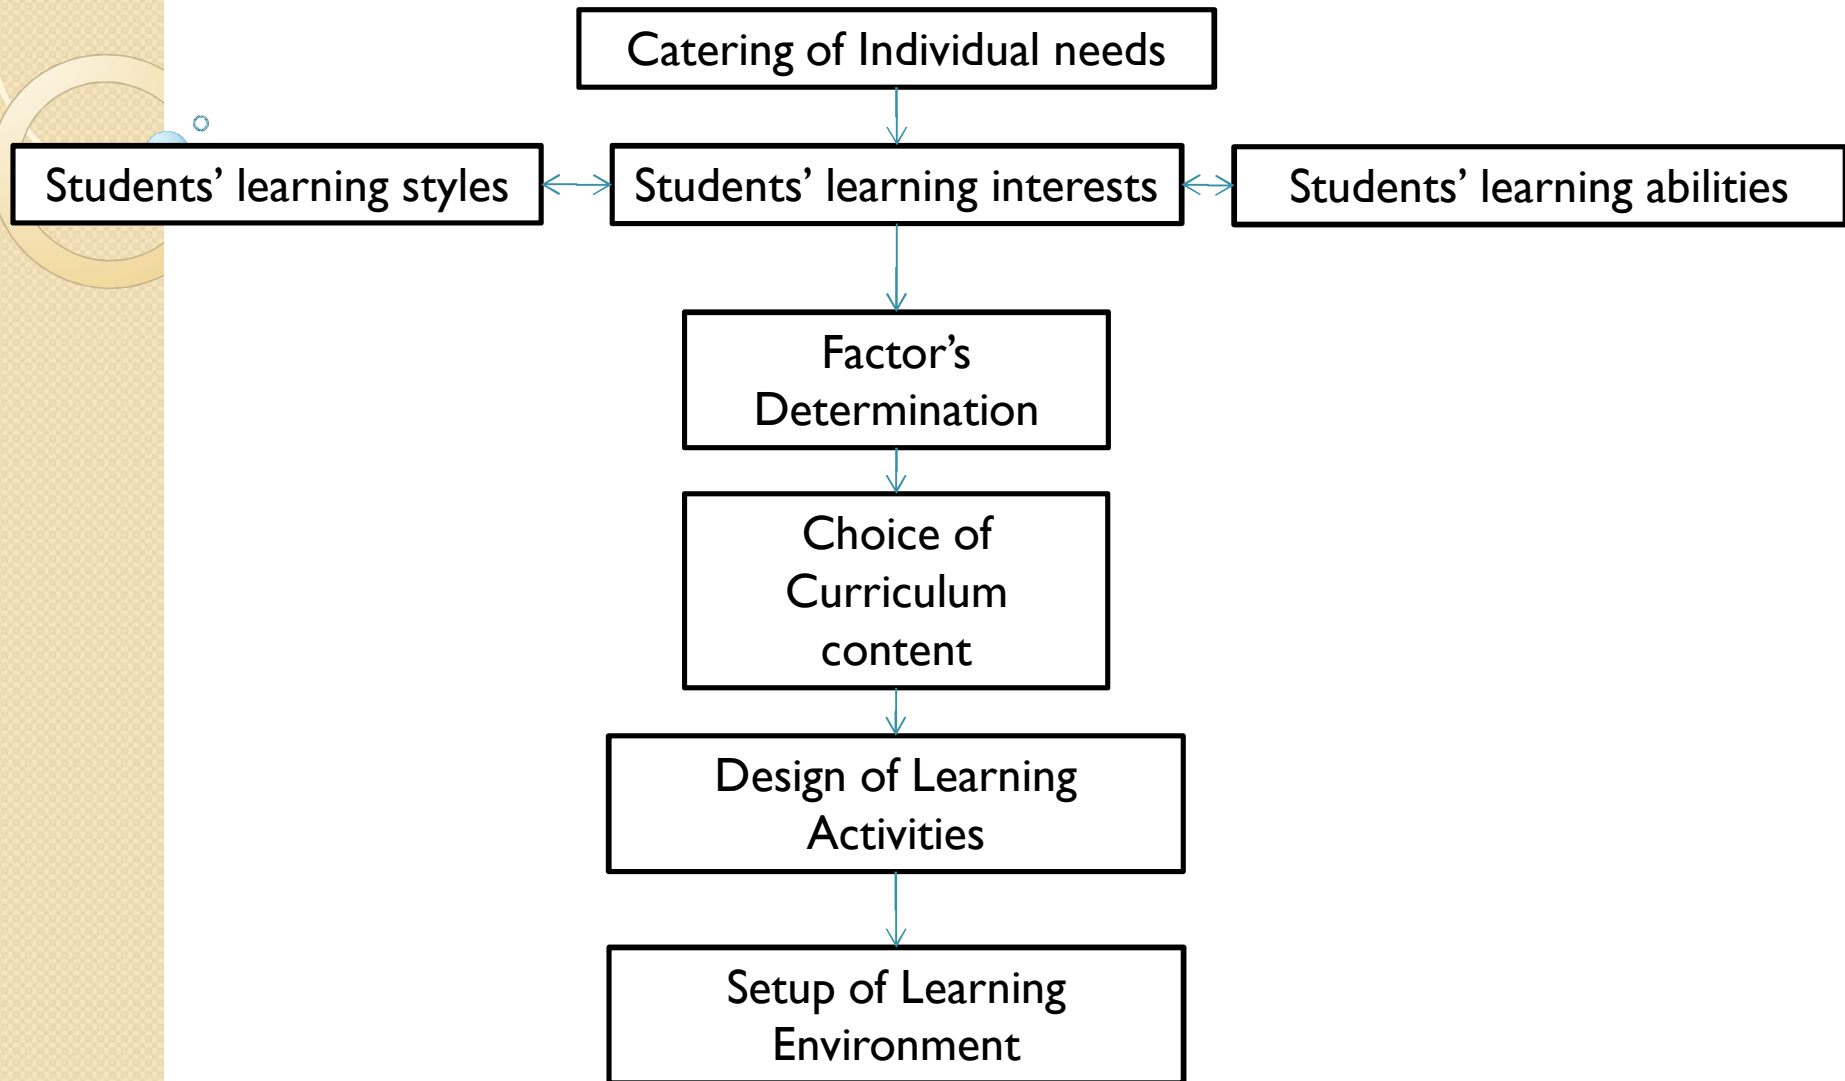 Catering of Individual needs
Students’ learning styles
Students’ learning interests
Students’ learning abilities
Factor’s
Determination
Choice of
Curriculum
content
Design of Learning
Activities
Setup of Learning
Environment